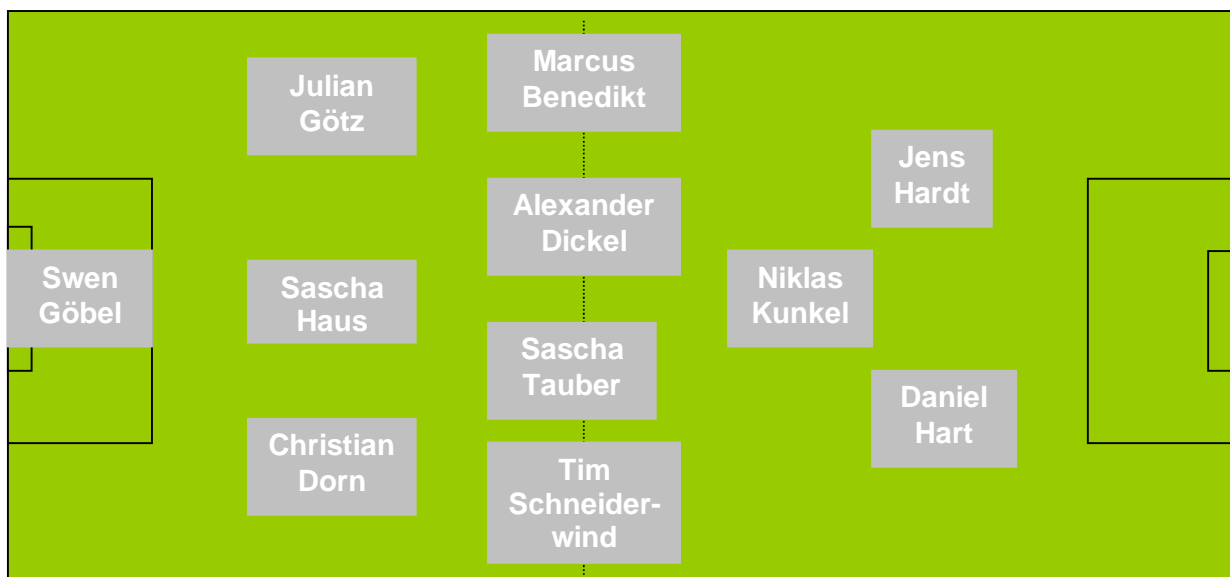 Swen
Göbel
Julian
Götz
Sascha
Haus
Christian
Dorn
Marcus
Benedikt
Alexander
Dickel
Sascha
Tauber
Tim
Schneider-
wind
Niklas
Kunkel
Jens
Hardt
Daniel
Hart